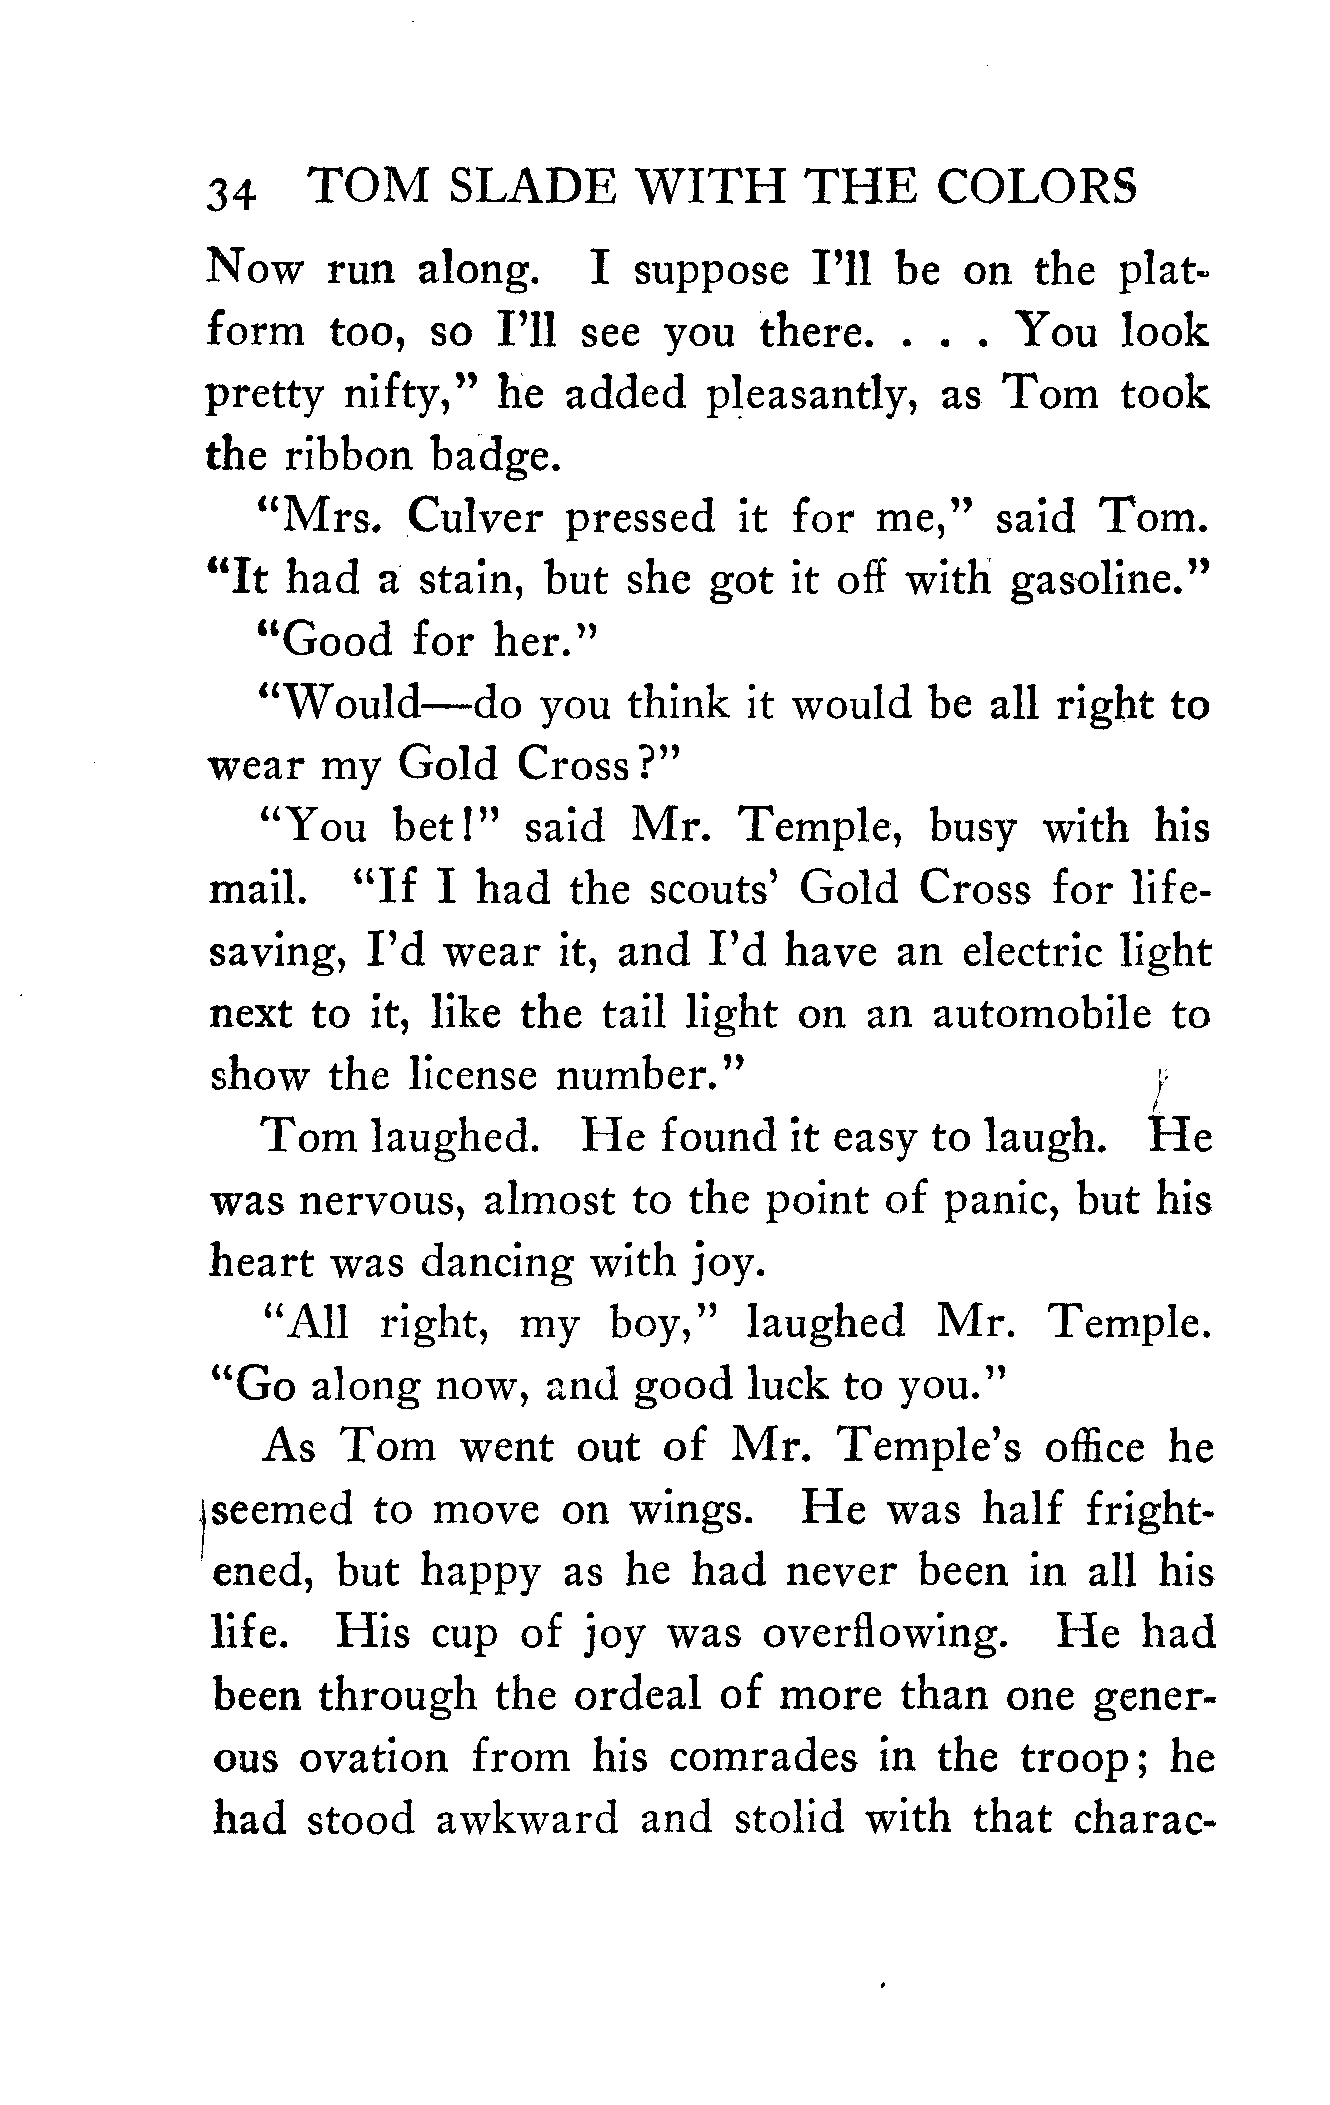 34 TOM SLADE WITH THE COLORS
Now run along. I suppose I'll be on the plat-
form too, so I'll see you there. . . . You look
pretty nifty," he added pleasantly, as Tom took
the ribbon badge.
"Mrs. Culver pressed it for me," said Tom.
"It had a stain, but she got it off with gasoline."
"Good for her."
"Would—do you think it would be all right to
wear my Gold Cross?"
"You bet!" said Mr. Temple, busy with his
mail. "If I had the scouts' Gold Cross for life-
saving, I'd wear it, and I'd have an electric light
next to it, like the tail light on an automobile to
show the license number."
Tom laughed. He found it easy to laugh. He
was nervous, almost to the point of panic, but his
heart was dancing with joy.
"All right, my boy," laughed Mr. Temple.
"Go along now, and good luck to you."
As Tom went out of Mr. Temple's office he
seemed to move on wings. He was half fright-
ened, but happy as he had never been in all his
life. His cup of joy was overflowing. He had
been through the ordeal of more than one gener-
ous ovation from his comrades in the troop; he
had stood awkward and stolid with that charac-